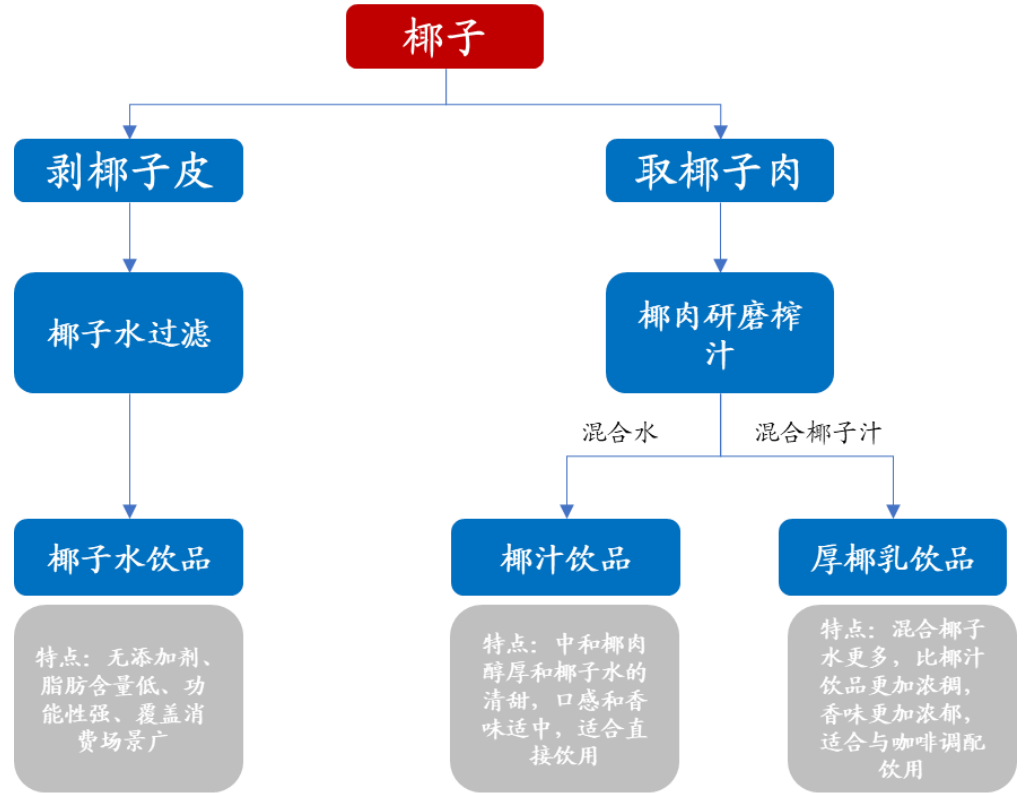 椰子
剥椰子皮
取椰子肉
椰子水过滤
椰肉研磨榨
汁
混合水
混合椰子汁
椰子水饮品
椰汁饮品
厚椰乳饮品
特点：无添加剂、
脂肪含量低、功
能性强、覆盖消
费场景广
特点：中和椰肉
醇厚和椰子水的
清甜，口感和香
味适中，适合直
接饮用
特点：混合椰子
水更多，比椰汁
饮品更加浓稠，
香味更加浓郁，
适合与咖啡调配
饮用